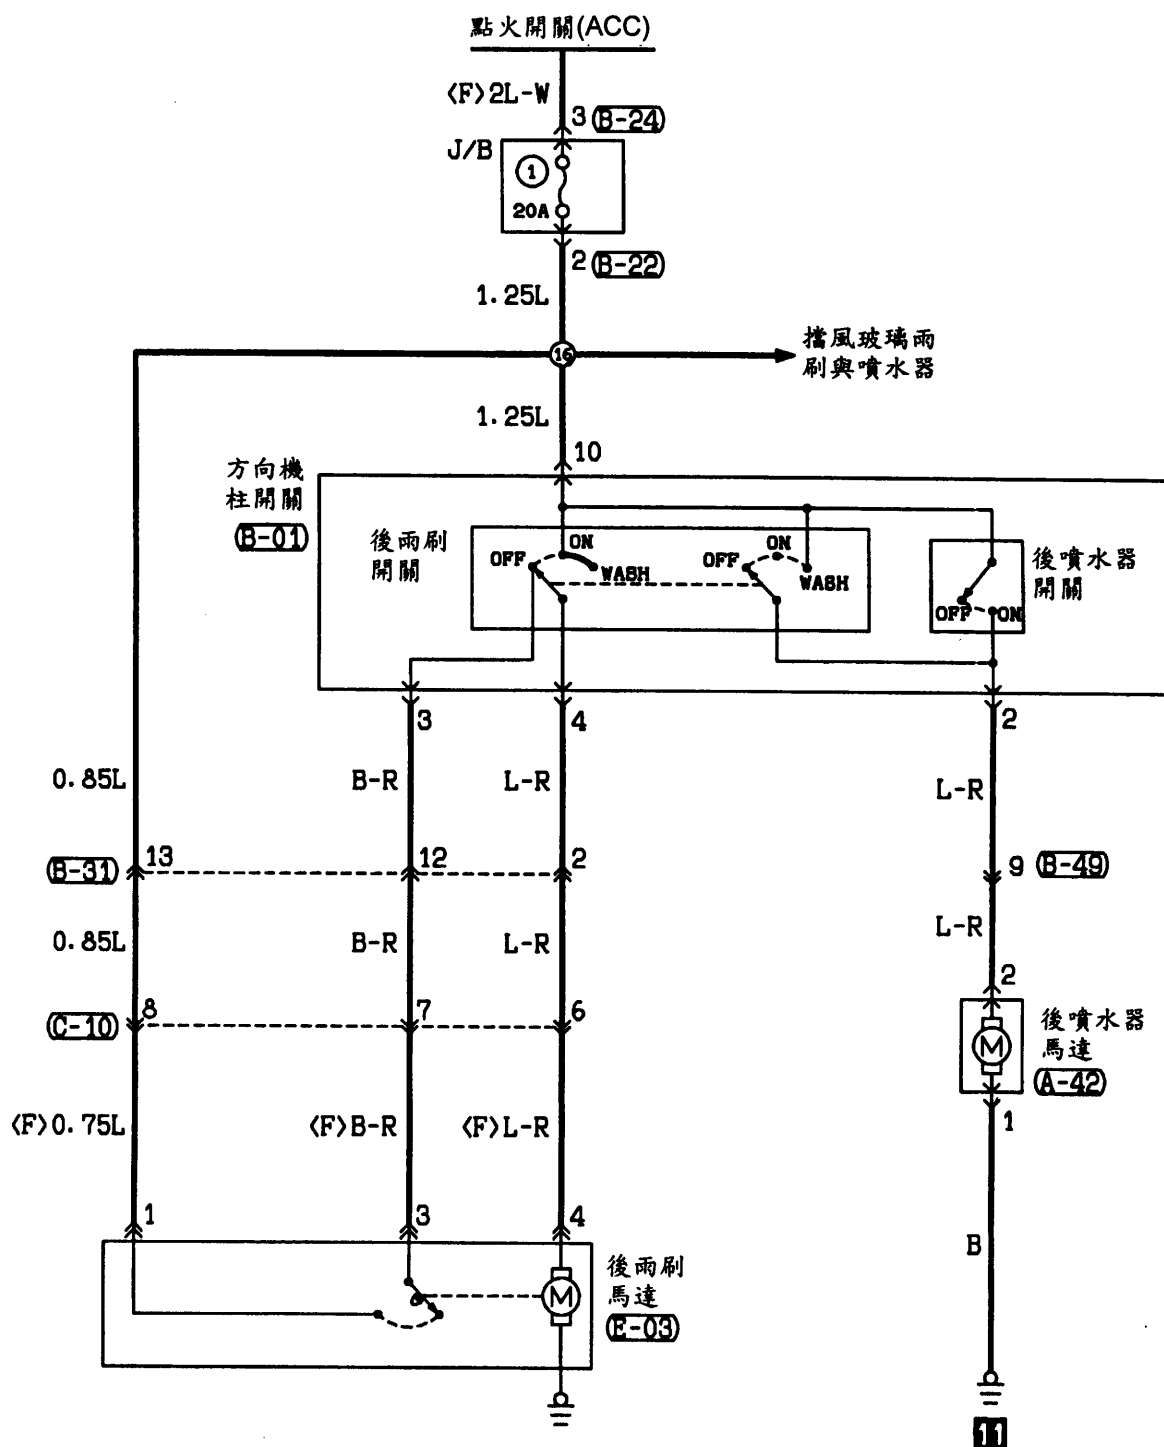 點火開關(ACC)
<F>2L-W
3 (B-24)
J/B
1
20A
2 (B-22)
1.25L
16
擋風玻璃雨
刷與噴水器
1.25L
10
方向機
柱開關
(B-01)
後雨刷
開關
OFF
ON
WASH
OFF
ON
WASH
後噴水器
開關
OFF
ON
3
4
2
0.85L
B-R
L-R
L-R
(B-31)
13
12
2
9 (B-49)
0.85L
B-R
L-R
L-R
(C-10)
8
7
6
2
M
後噴水器
馬達
(A-42)
1
<F>0.75L
<F>B-R
<F>L-R
1
3
4
B
M
後雨刷
馬達
(E-03)
11